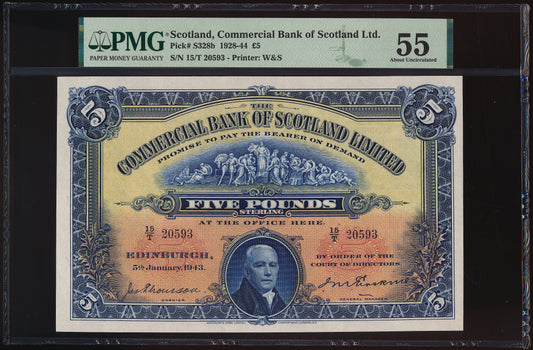 PMG
PAPER MONEY GUARANTY
Scotland, Commercial Bank of Scotland Ltd.
Pick# S328b 1928-44 £5
S/N 15/T 20593 - Printer: W&S
55
About Uncirculated
5 THE 5
COMMERCIAL BANK OF SCOTLAND LIMITED
PROMISE TO PAY THE BEARER ON DEMAND
£5 FIVE POUNDS £5
STERLING
AT THE OFFICE HERE.
15/T 20593 15/T 20593
EDINBURGH, BY ORDER OF THE
5th January, 1943. COURT OF DIRECTORS.
CASHIER GENERAL MANAGER
5 5